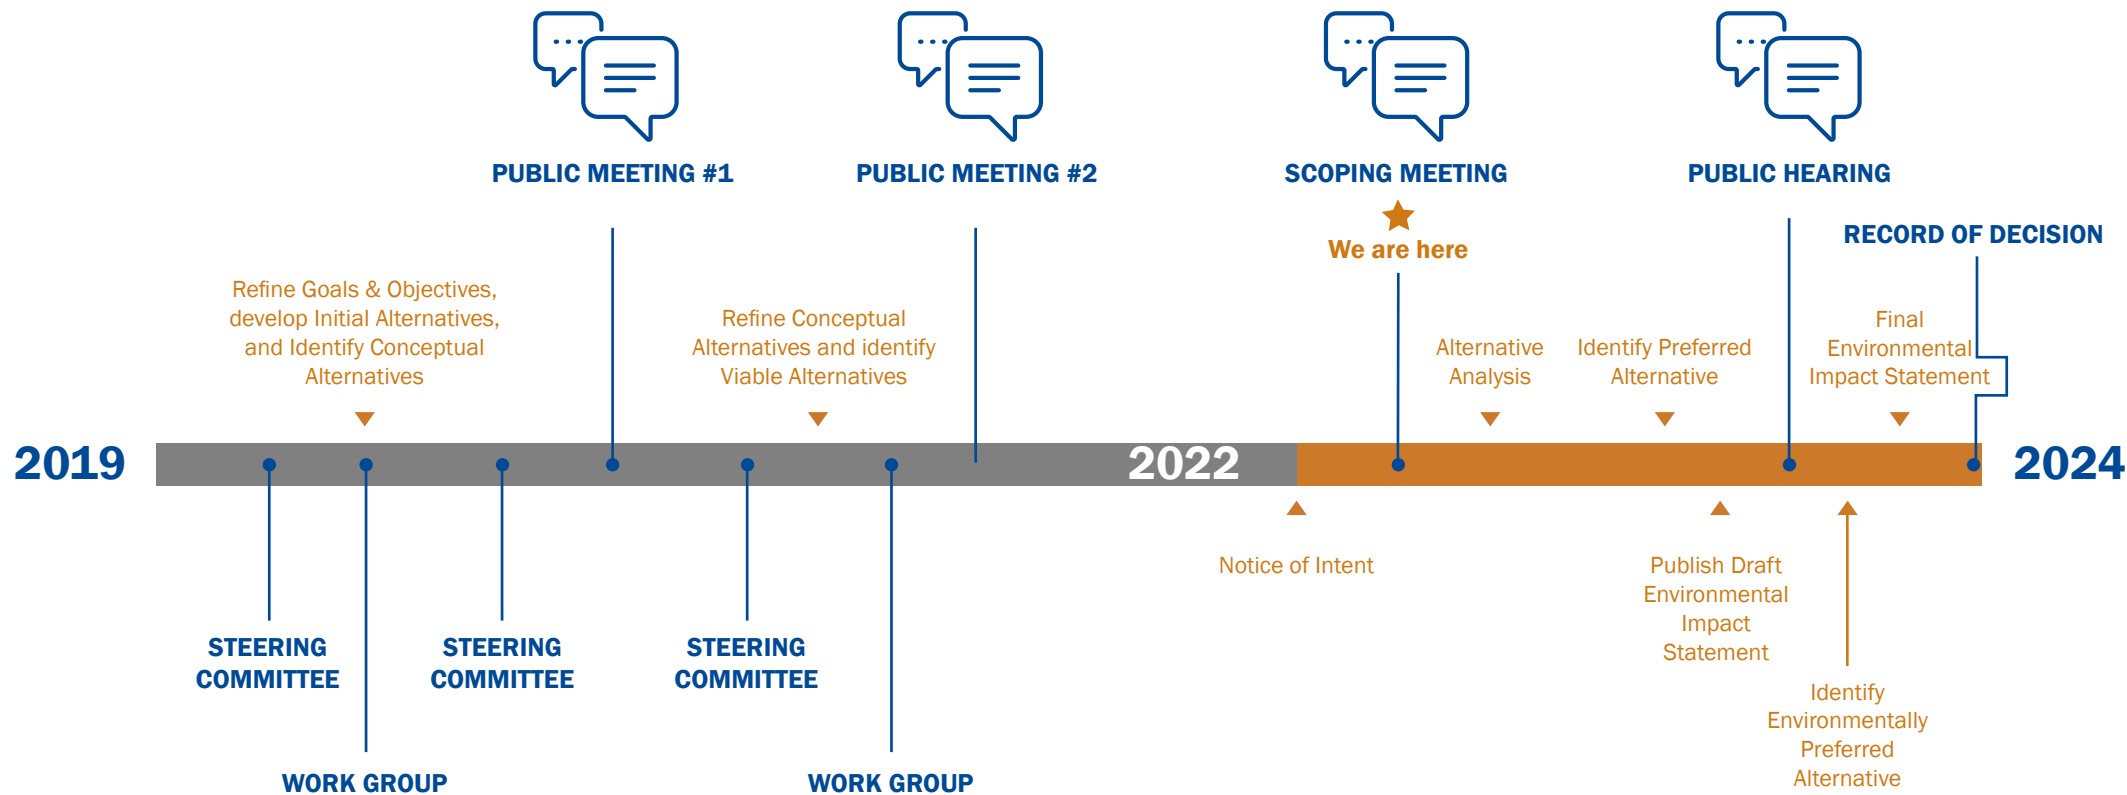 PUBLIC MEETING #1
PUBLIC MEETING #2
SCOPING MEETING
PUBLIC HEARING
We are here
RECORD OF DECISION
Refine Goals & Objectives,
develop Initial Alternatives,
and Identify Conceptual
Alternatives
Refine Conceptual
Alternatives and identify
Viable Alternatives
Alternative
Analysis
Identify Preferred
Alternative
Final
Environmental
Impact Statement
2019
2022
2024
Notice of Intent
Publish Draft
Environmental
Impact
Statement
STEERING
COMMITTEE
STEERING
COMMITTEE
STEERING
COMMITTEE
Identify
Environmentally
Preferred
Alternative
WORK GROUP
WORK GROUP